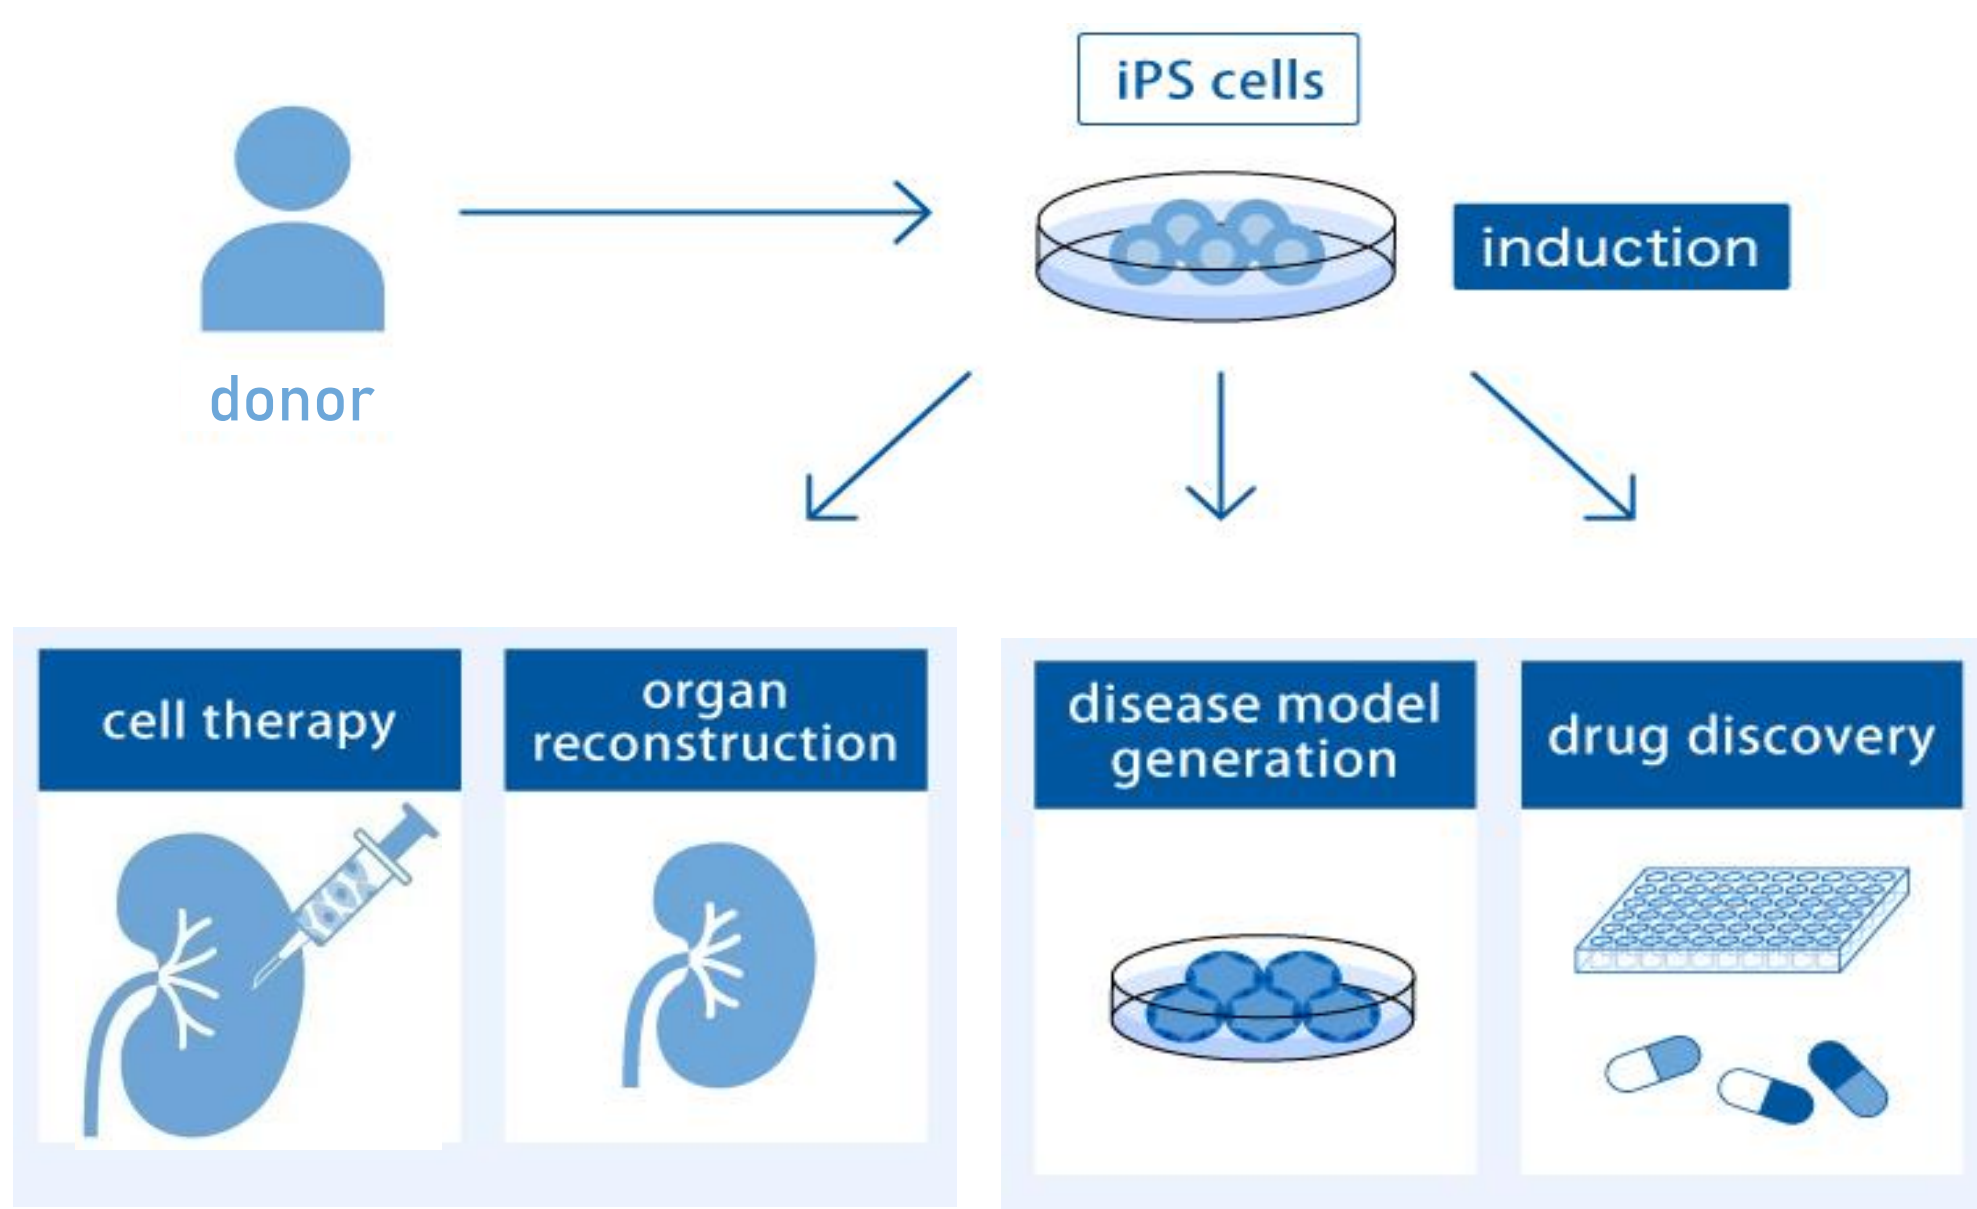 iPS cells
induction
donor
cell therapy
organ
reconstruction
disease model
generation
drug discovery